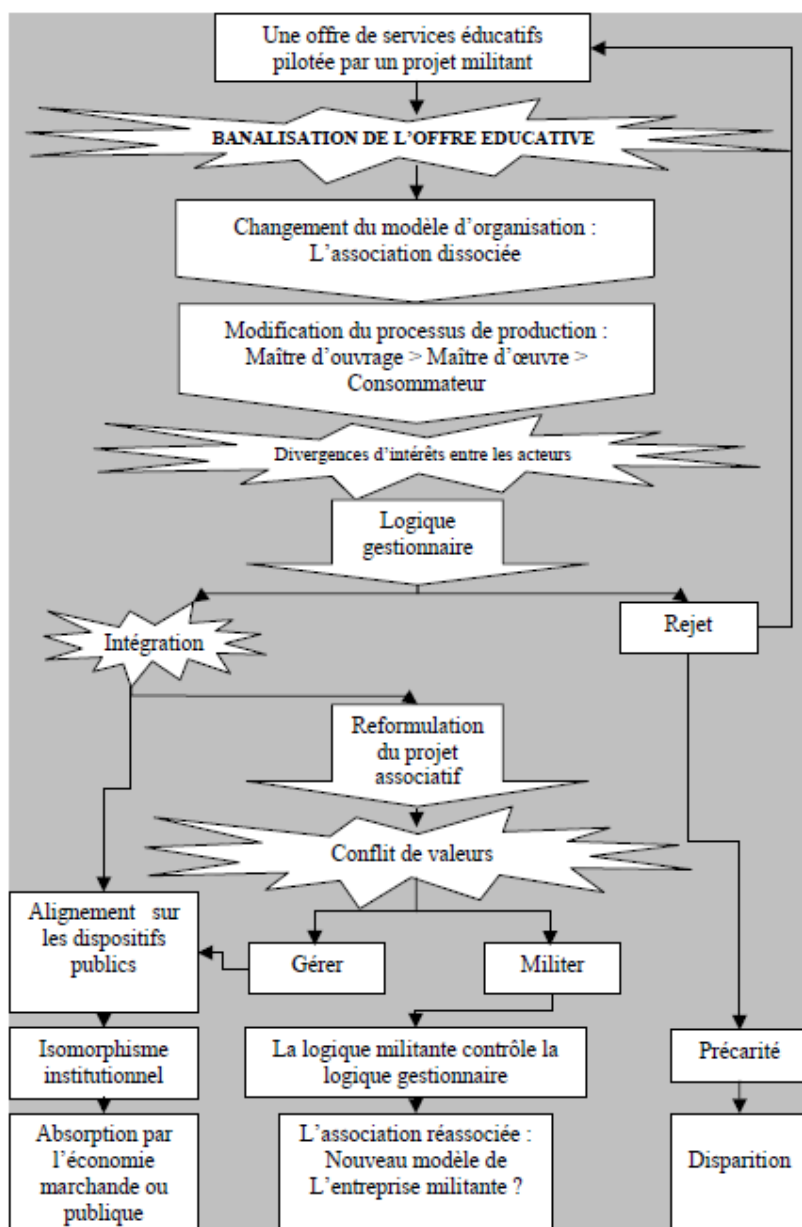 Une offre de services éducatifs
pilotée par un projet militant
BANALISATION DE L’OFFRE EDUCATIVE
Changement du modèle d’organisation :
L’association dissociée
Modification du processus de production :
Maître d’ouvrage > Maître d’œuvre >
Consommateur
Divergences d’intérêts entre les acteurs
Logique
gestionnaire
Intégration
Rejet
Reformulation
du projet
associatif
Conflit de valeurs
Alignement sur
les dispositifs
publics
Gérer
Militer
Isomorphisme
institutionnel
La logique militante contrôle la
logique gestionnaire
Précarité
Absorption par
l’économie
marchande ou
publique
L’association réassociée :
Nouveau modèle de
L’entreprise militante ?
Disparition